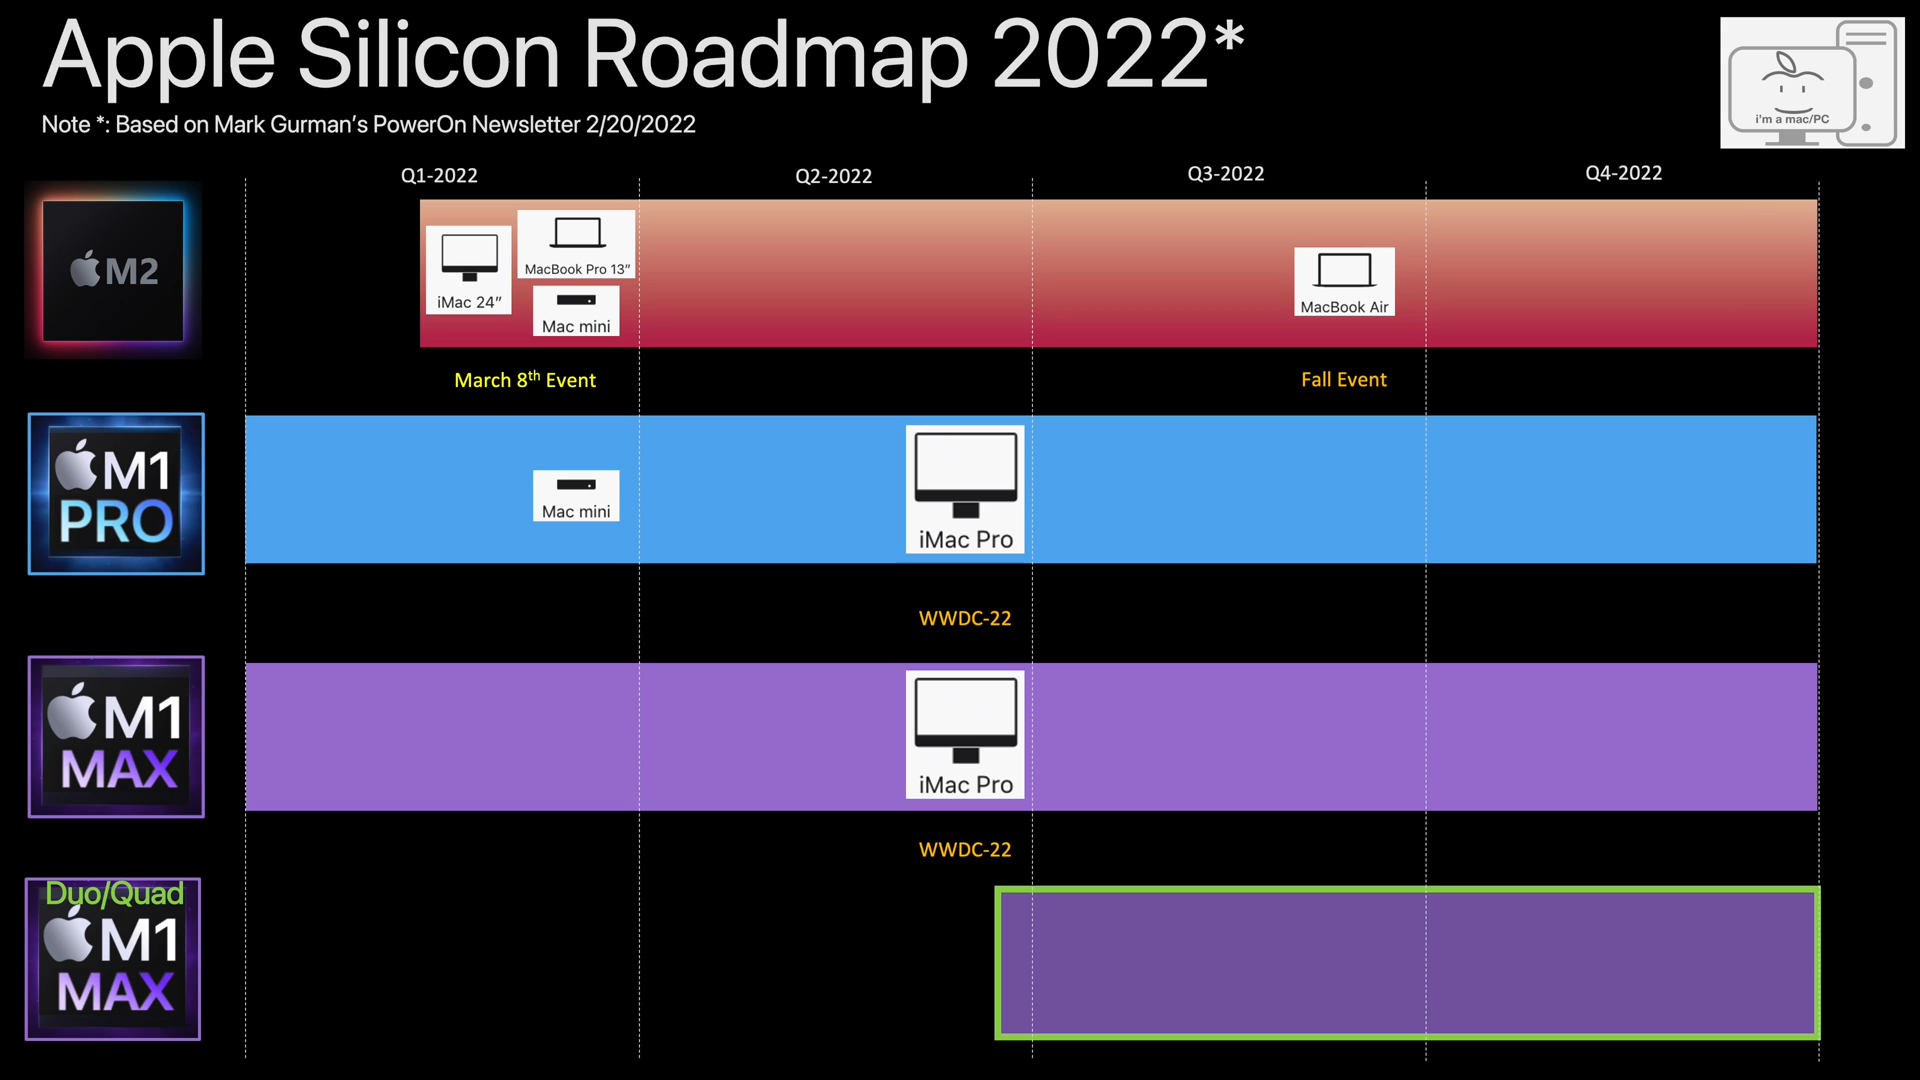 Apple Silicon Roadmap 2022*
Note *: Based on Mark Gurman's PowerOn Newsletter 2/20/2022
i'm a mac/PC
Q1-2022
Q2-2022
Q3-2022
Q4-2022
M2
iMac 24"
MacBook Pro 13"
Mac mini
MacBook Air
March 8th Event
Fall Event
M1
PRO
Mac mini
iMac Pro
WWDC-22
M1
MAX
iMac Pro
WWDC-22
Duo/Quad
M1
MAX